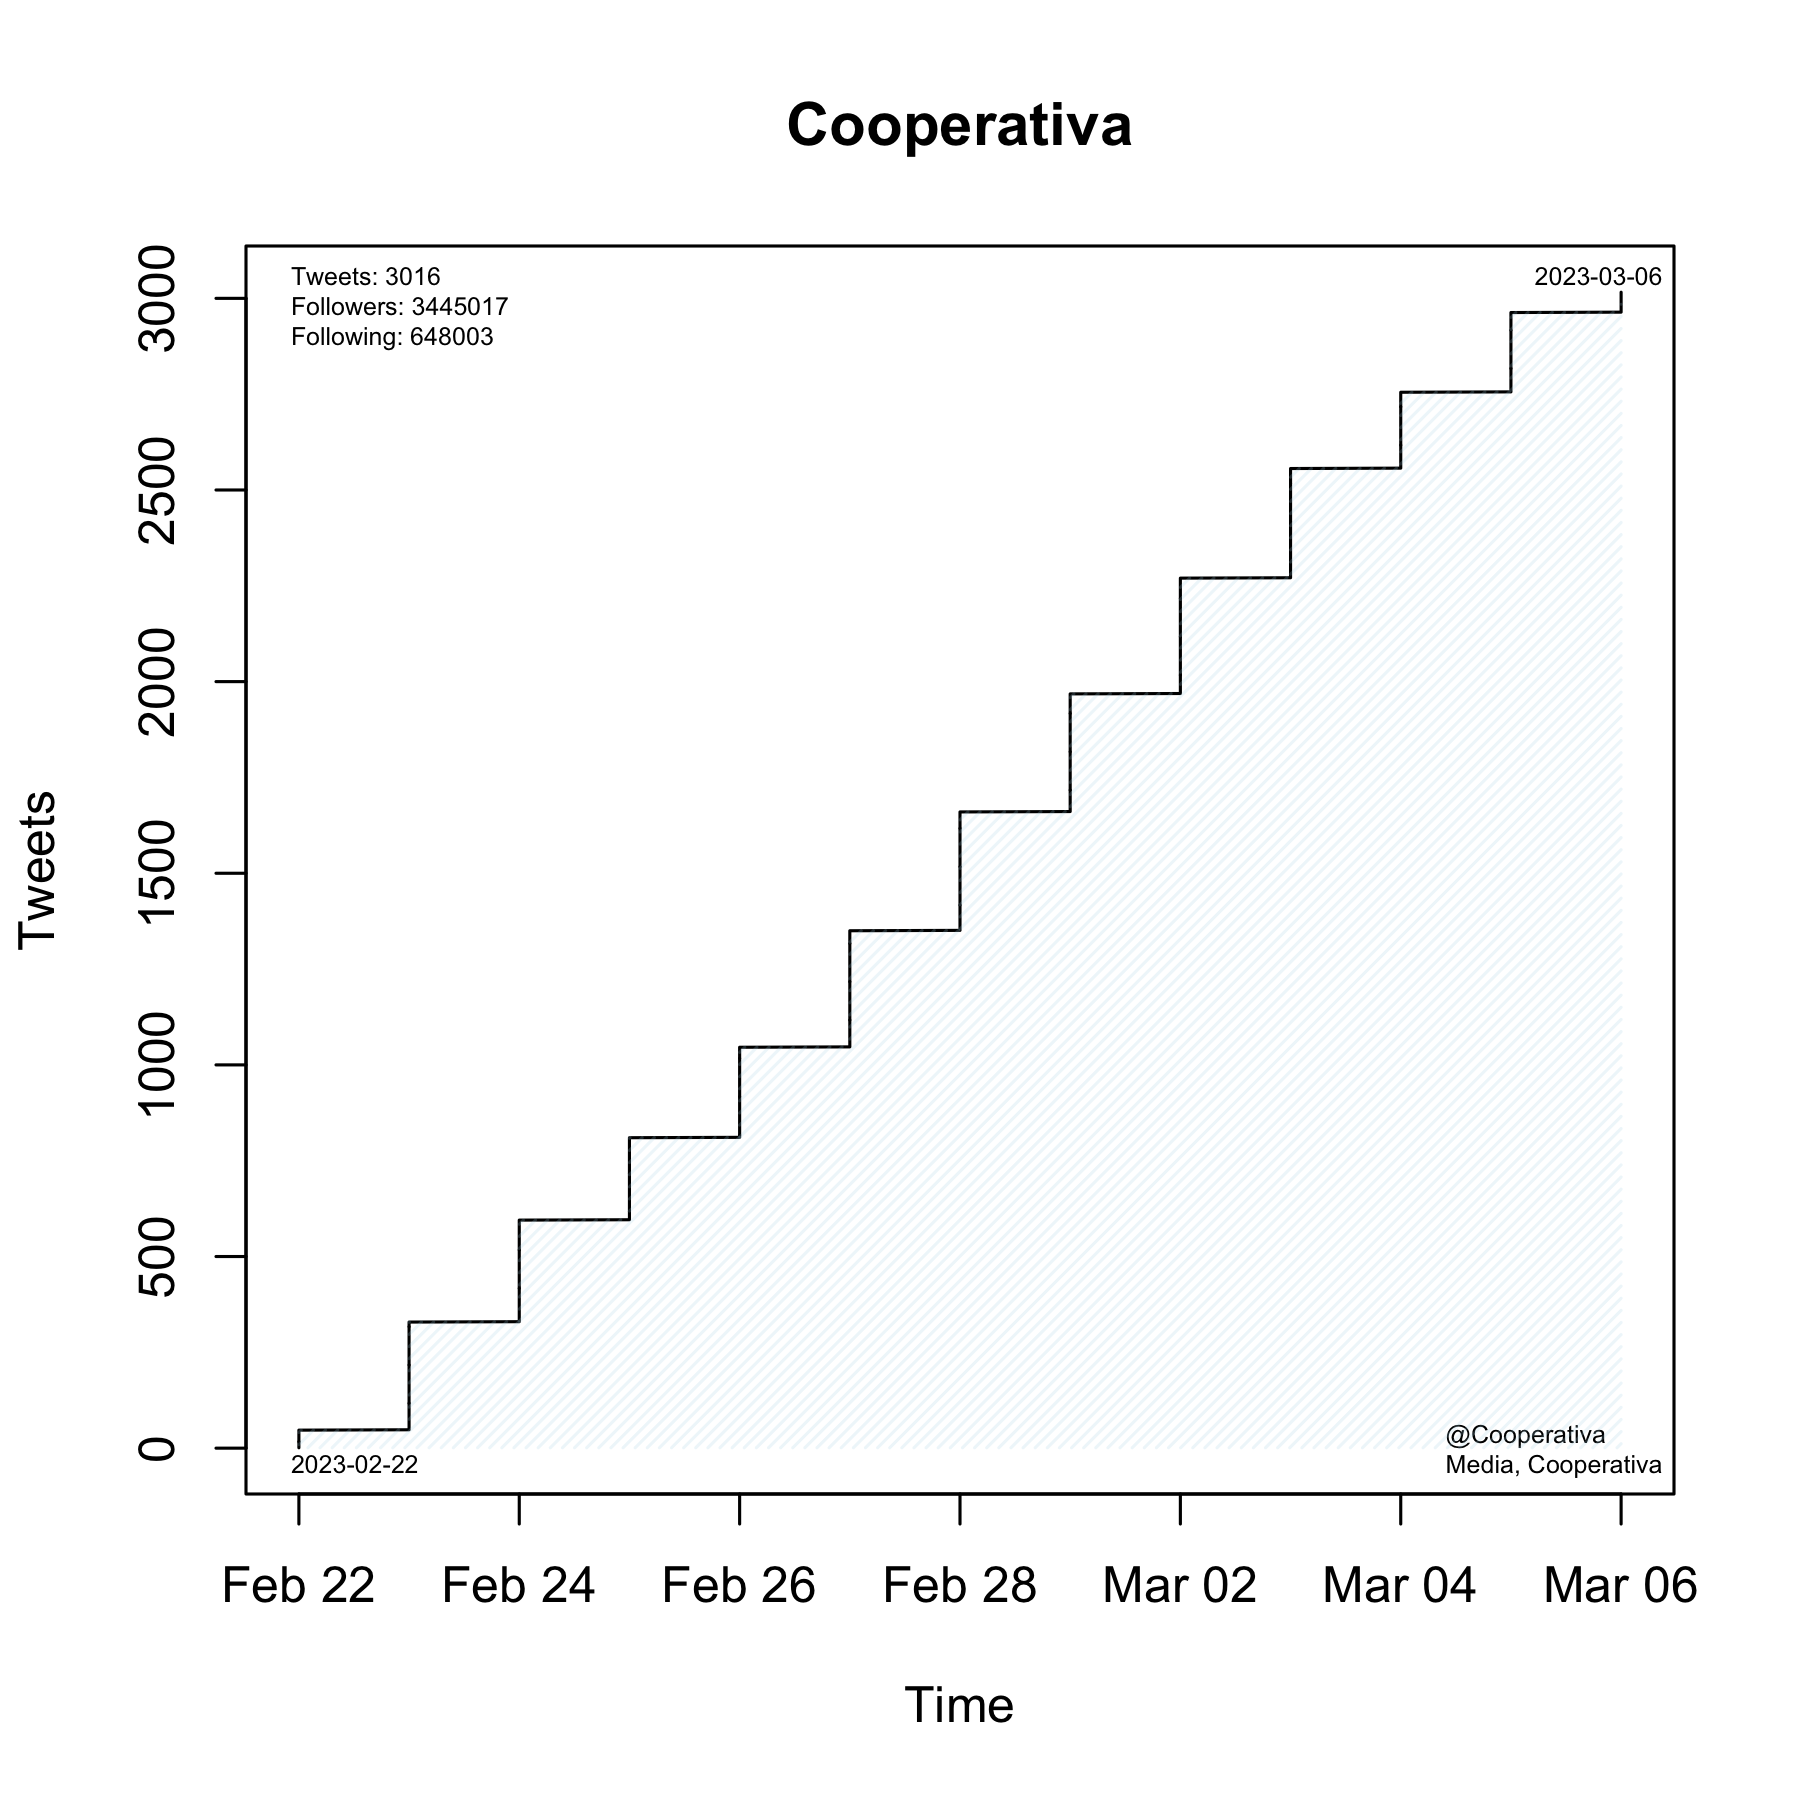 Cooperativa
Tweets: 3016
Followers: 3445017
Following: 648003
2023-03-06
Tweets
3000
2500
2000
1500
1000
500
0
2023-02-22
@Cooperativa
Media, Cooperativa
Feb 22 Feb 24 Feb 26 Feb 28 Mar 02 Mar 04 Mar 06
Time